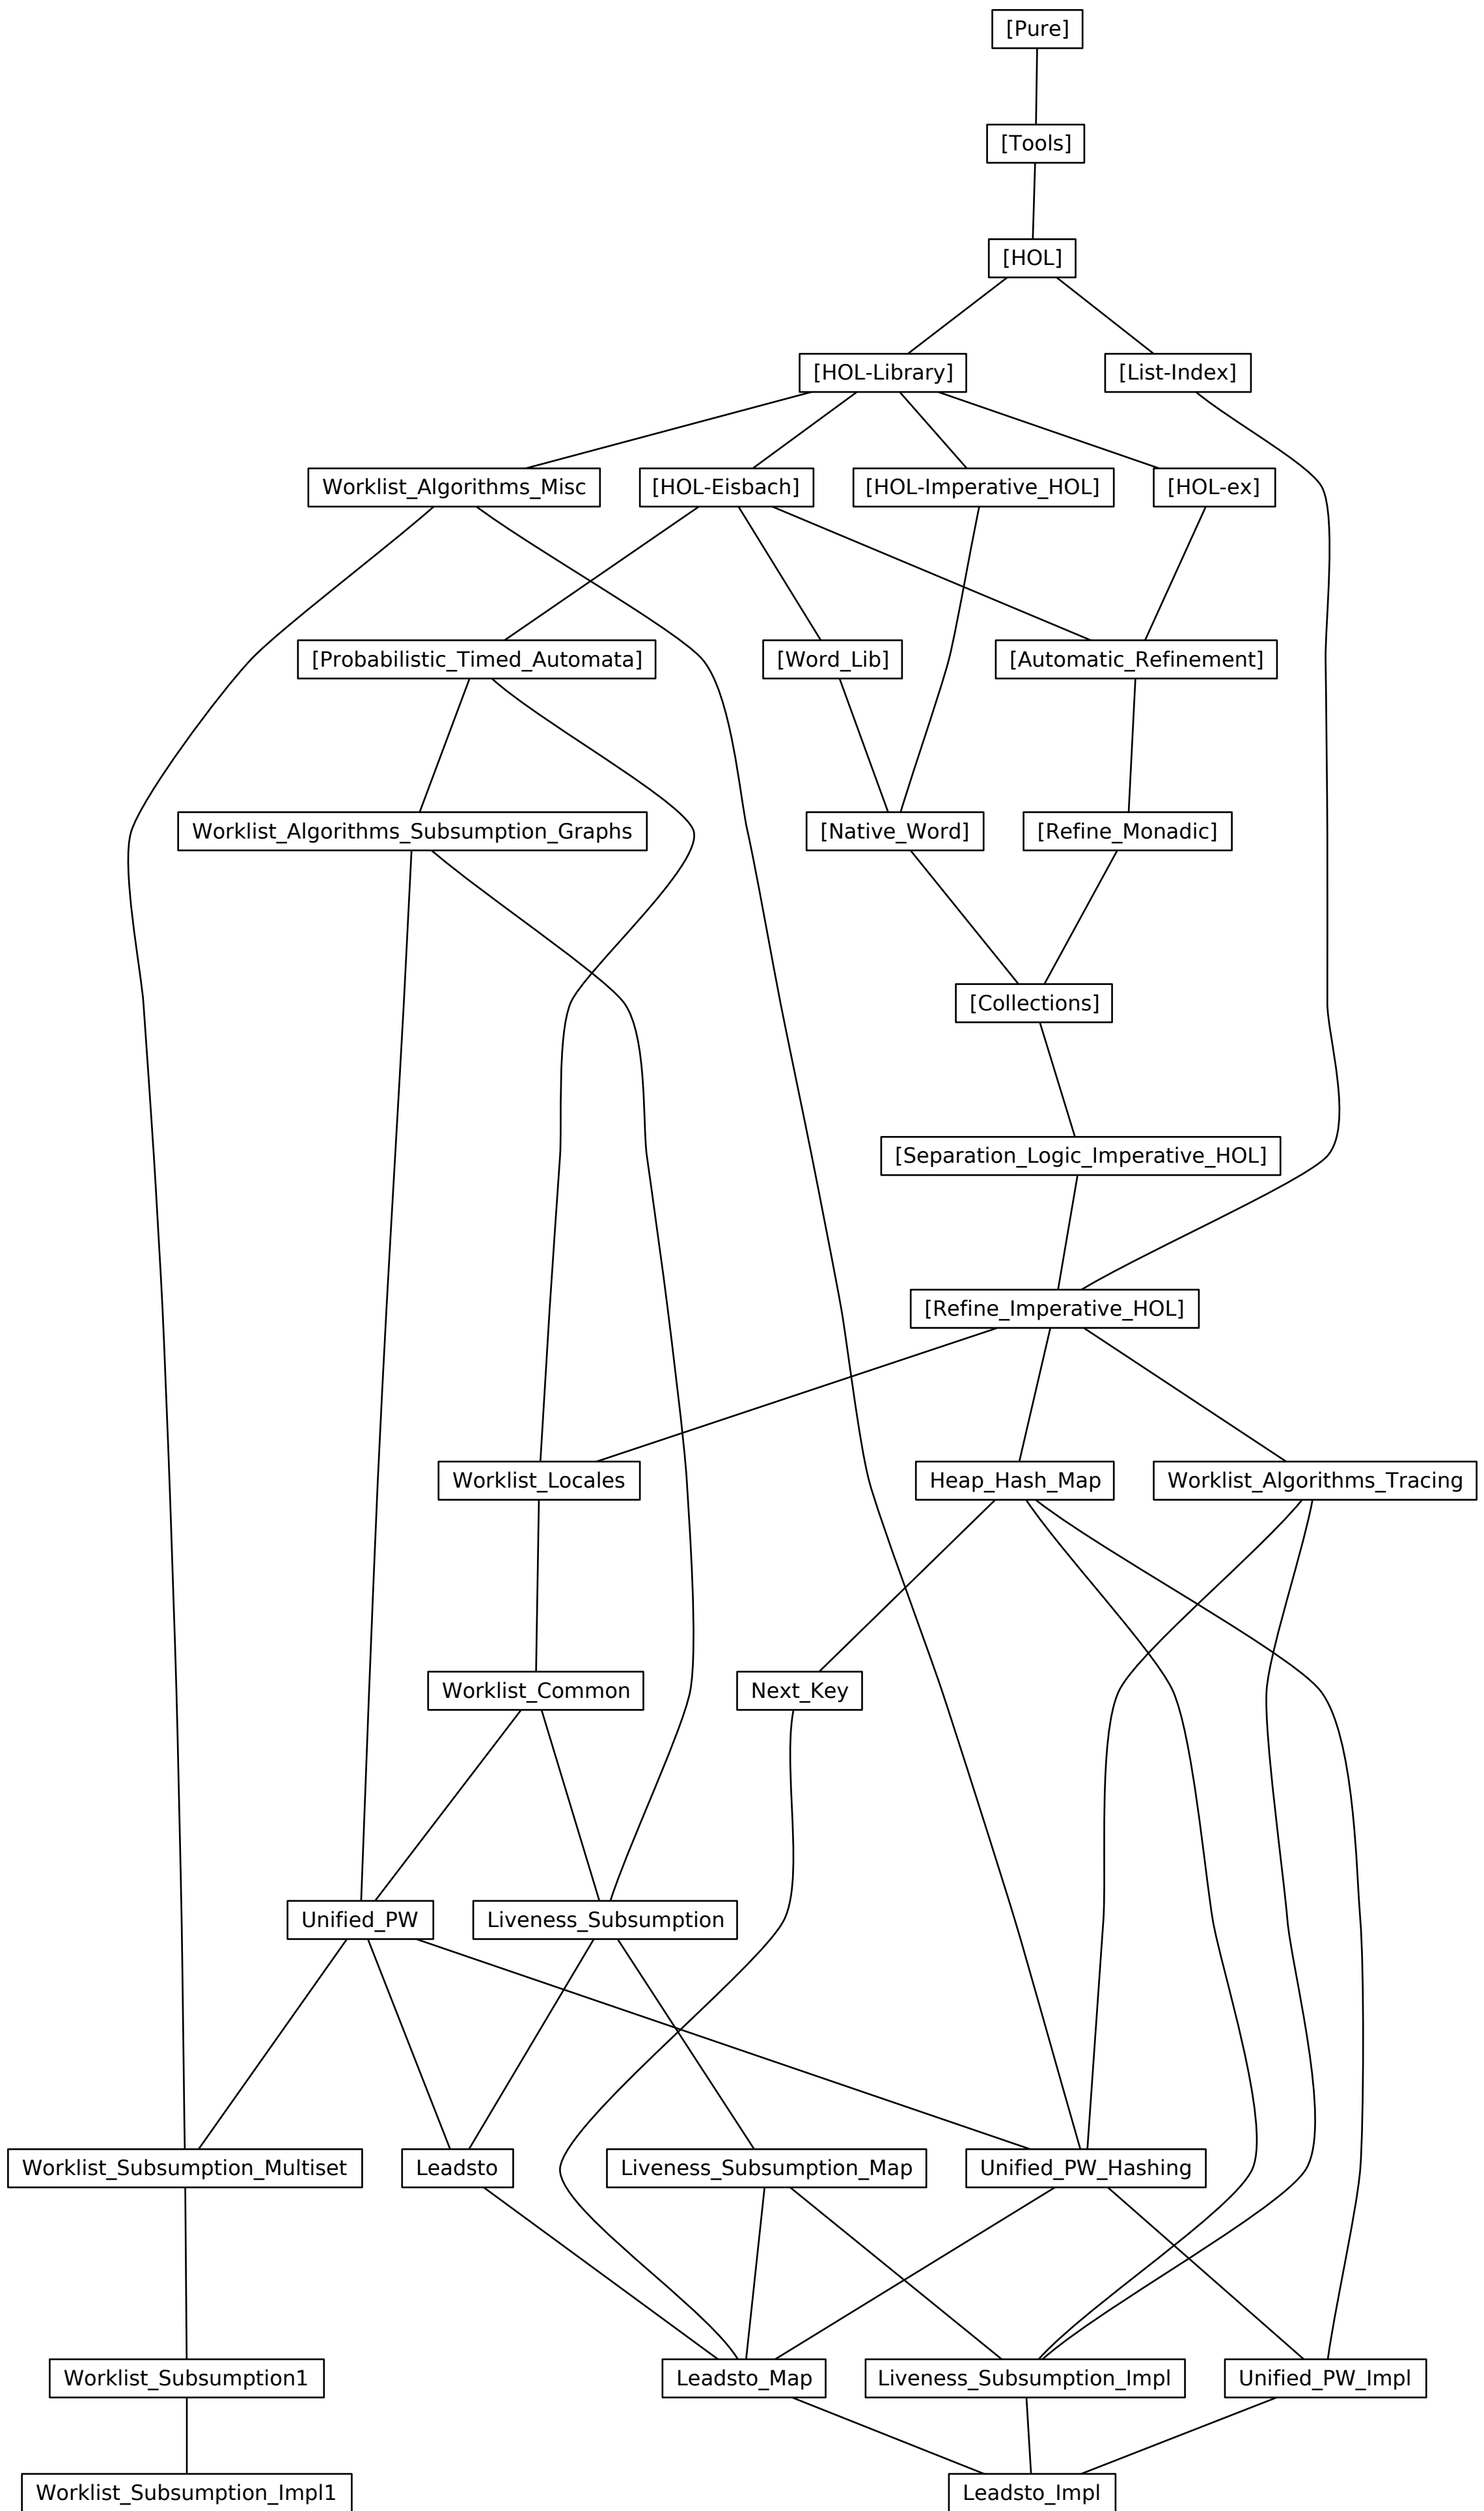 [Pure]
[Tools]
[HOL]
[HOL-Library]
[List-Index]
Worklist_Algorithms_Misc
[HOL-Eisbach]
[HOL-Imperative_HOL]
[HOL-ex]
[Probabilistic_Timed_Automata]
[Word_Lib]
[Automatic_Refinement]
Worklist_Algorithms_Subsumption_Graphs
[Native_Word]
[Refine_Monadic]
[Collections]
[Separation_Logic_Imperative_HOL]
[Refine_Imperative_HOL]
Worklist_Locales
Heap_Hash_Map
Worklist_Algorithms_Tracing
Worklist_Common
Next_Key
Unified_PW
Liveness_Subsumption
Worklist_Subsumption_Multiset
Leadsto
Liveness_Subsumption_Map
Unified_PW_Hashing
Worklist_Subsumption1
Leadsto_Map
Liveness_Subsumption_Impl
Unified_PW_Impl
Worklist_Subsumption_Impl1
Leadsto_Impl